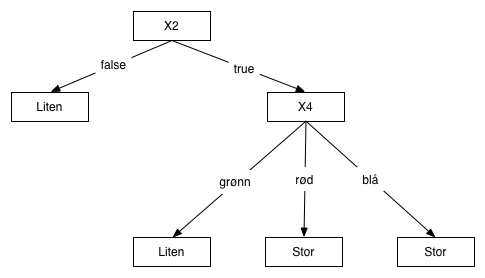 X2
false
true
Liten
X4
grønn
rød
blå
Liten
Stor
Stor